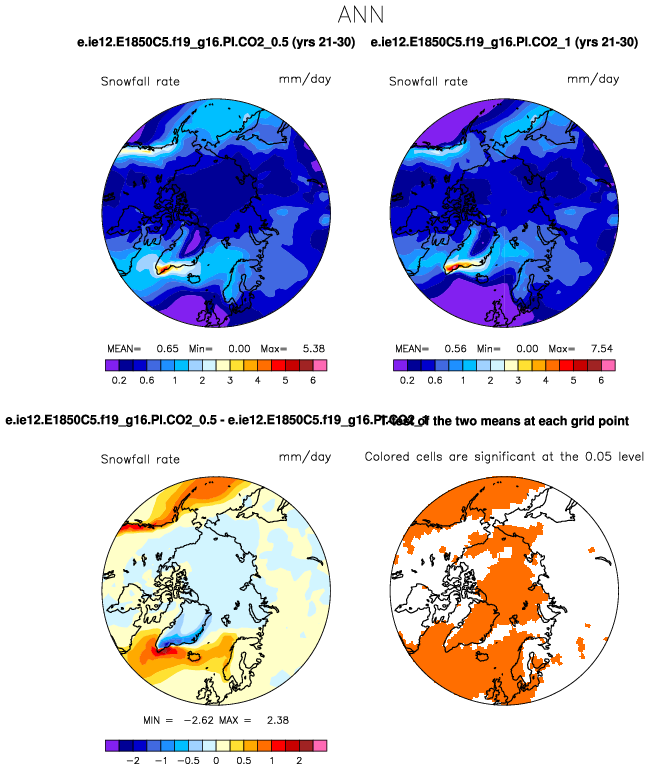 ANN
e.ie12.E1850C5.f19_g16.PI.CO2_0.5 (yrs 21-30)
e.ie12.E1850C5.f19_g16.PI.CO2_1 (yrs 21-30)
Snowfall rate mm/day
Snowfall rate mm/day
MEAN= 0.65 Min= 0.00 Max= 5.38
MEAN= 0.56 Min= 0.00 Max= 7.54
0.2 0.6 1 2 3 4 5 6
0.2 0.6 1 2 3 4 5 6
e.ie12.E1850C5.f19_g16.PI.CO2_0.5 - e.ie12.E1850C5.f19_g16.PI.CO2_1
T-Test of the two means at each grid point
Snowfall rate mm/day
Colored cells are significant at the 0.05 level
MIN = -2.62 MAX = 2.38
-2 -1 -0.5 0 0.5 1 2